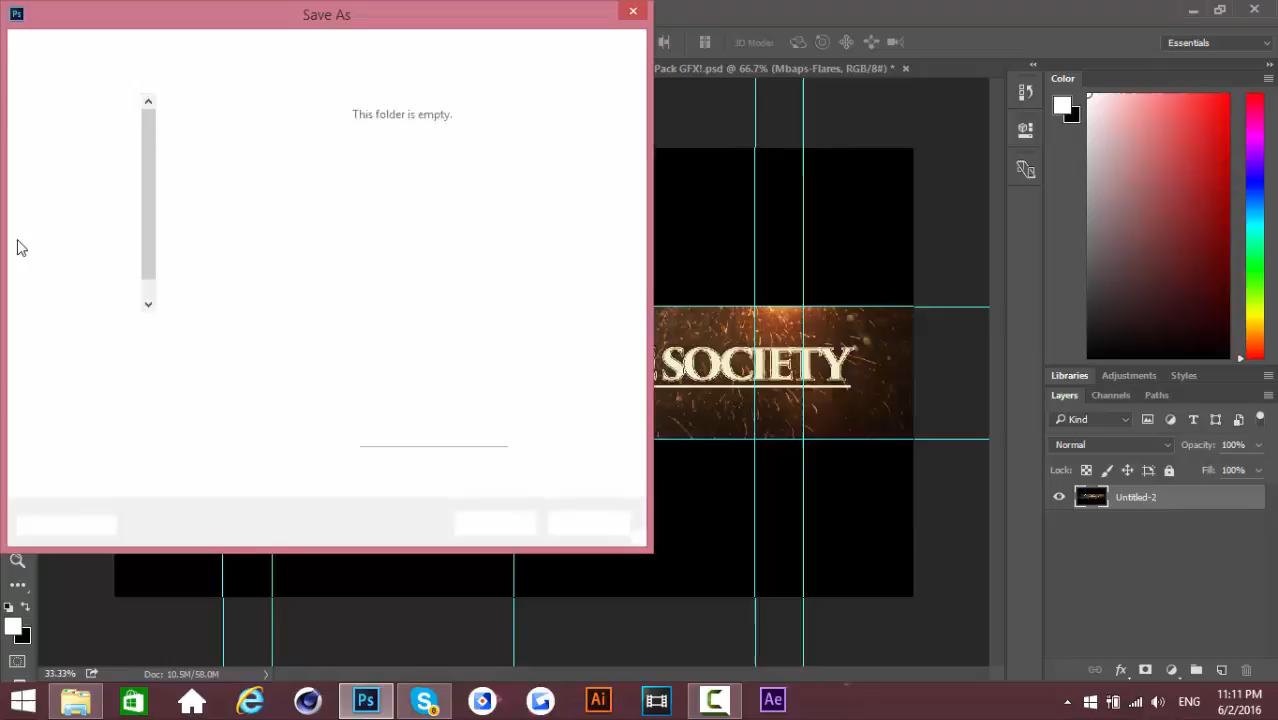 Save As
3D Mode:
Essentials
Pack GFX!.psd @ 66.7% (Mbaps-Flares, RGB/8#) *
Color
This folder is empty.
SOCIETY
Libraries Adjustments Styles
Layers Channels Paths
Kind
Normal Opacity: 100%
Lock: Fill: 100%
Untitled-2
33.33% Doc: 10.5M/58.0M
Ps Ai Ae
ENG 11:11 PM
6/2/2016